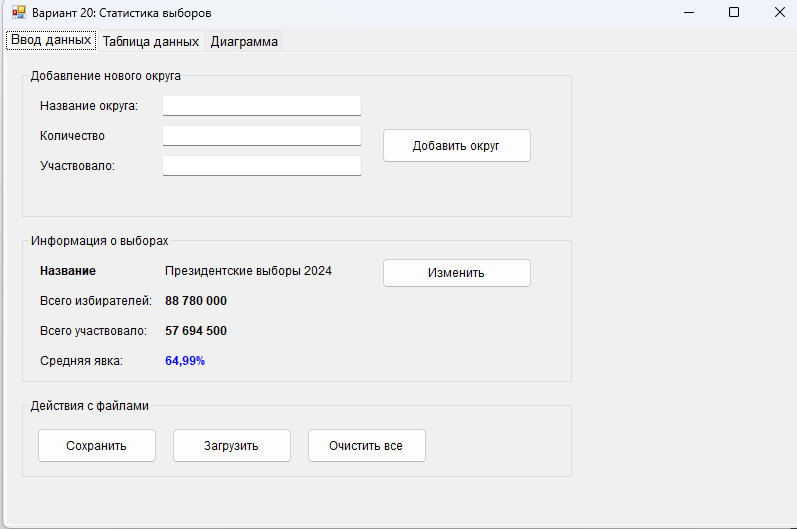 Вариант 20: Статистика выборов
Ввод данных Таблица данных Диаграмма
Добавление нового округа
Название округа:
Количество
Добавить округ
Участвовало:
Информация о выборах
Название Президентские выборы 2024 Изменить
Всего избирателей: 88 780 000
Всего участвовало: 57 694 500
Средняя явка: 64,99%
Действия с файлами
Сохранить Загрузить Очистить все